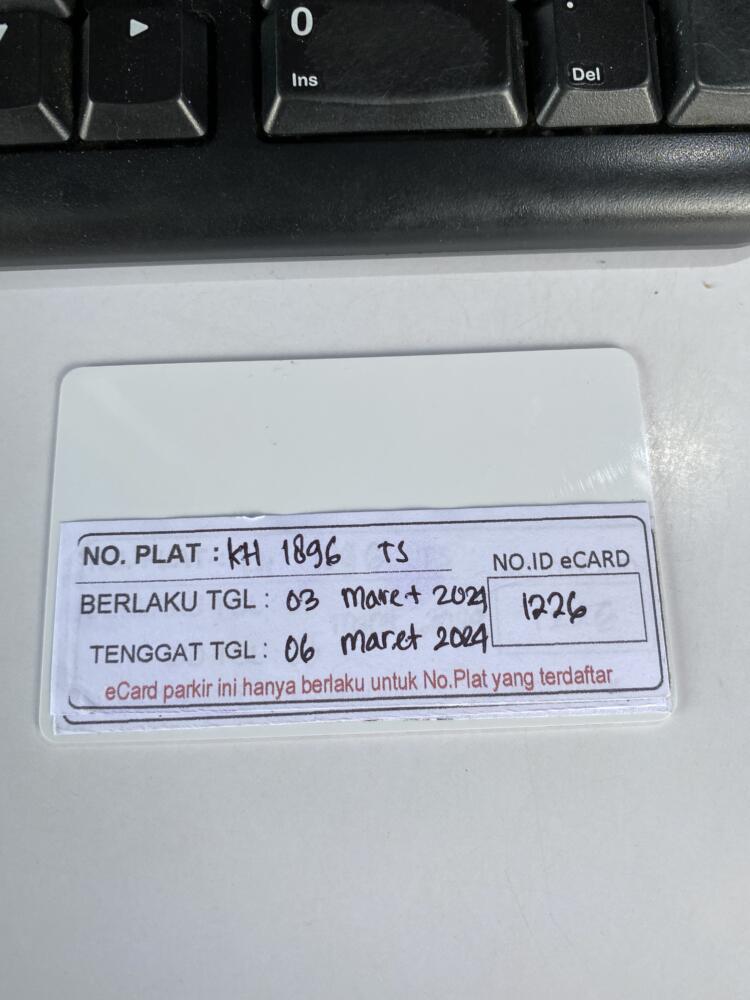 0
Ins
.
Del
NO. PLAT : KH 1896 TS
NO.ID eCARD
BERLAKU TGL : 03 Maret 2024
1226
TENGGAT TGL : 06 Maret 2024
eCard parkir ini hanya berlaku untuk No.Plat yang terdaftar